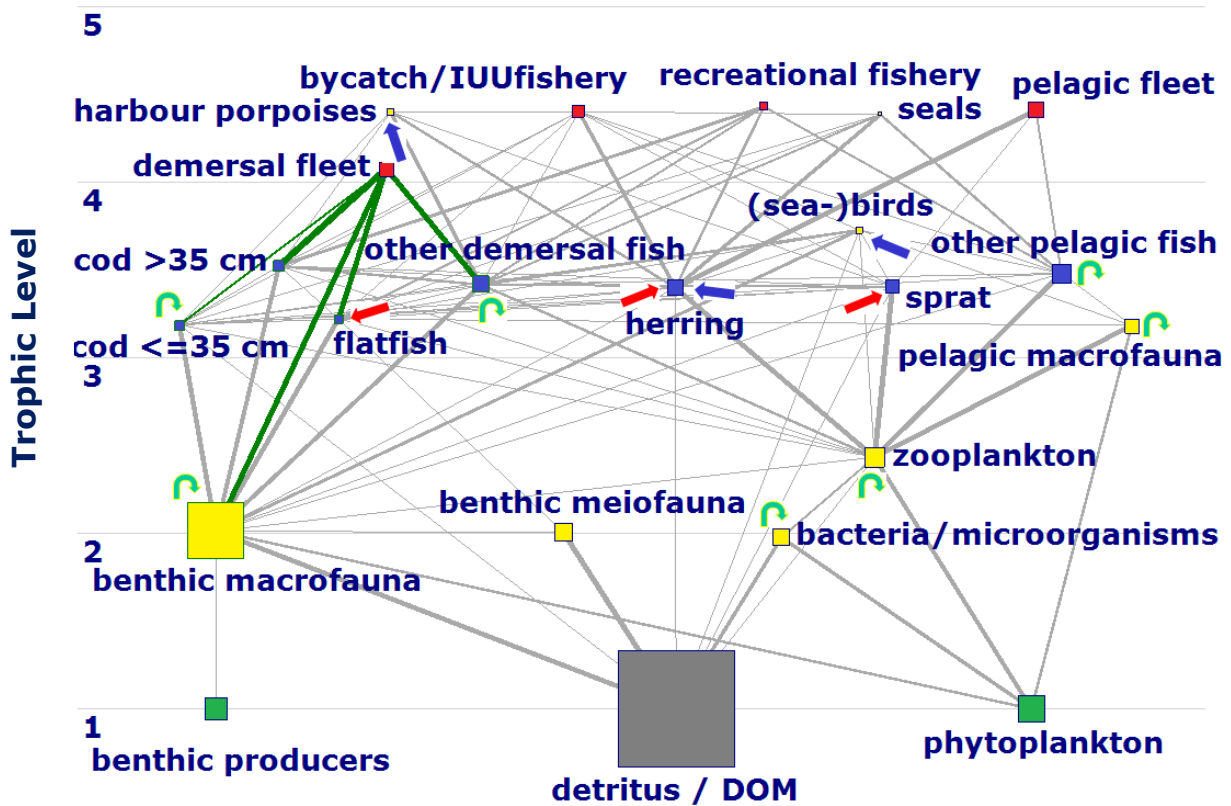 5
bycatch/IUUfishery
recreational fishery
pelagic fleet
harbour porpoises
seals
demersal fleet
4
(sea-)birds
other demersal fish
other pelagic fish
cod >35 cm
sprat
herring
cod <=35 cm
flatfish
pelagic macrofauna
3
Trophic Level
zooplankton
benthic meiofauna
bacteria/microorganisms
2
benthic macrofauna
1
benthic producers
phytoplankton
detritus / DOM